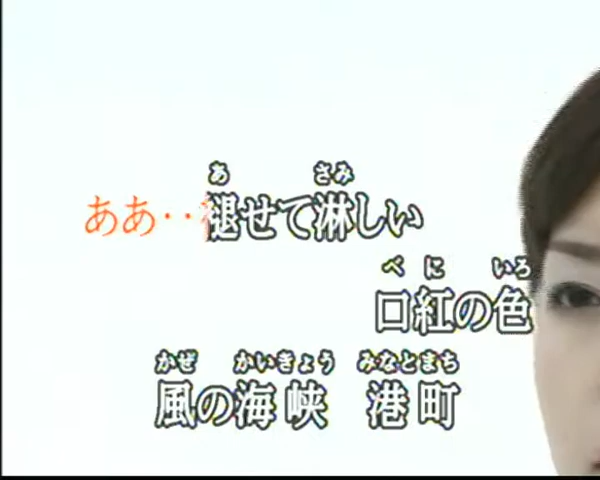 あ さみ
ああ‥褪せて淋しい
べに いろ
口紅の色
かぜ かいきょう みなとまち
風の海峡 港町